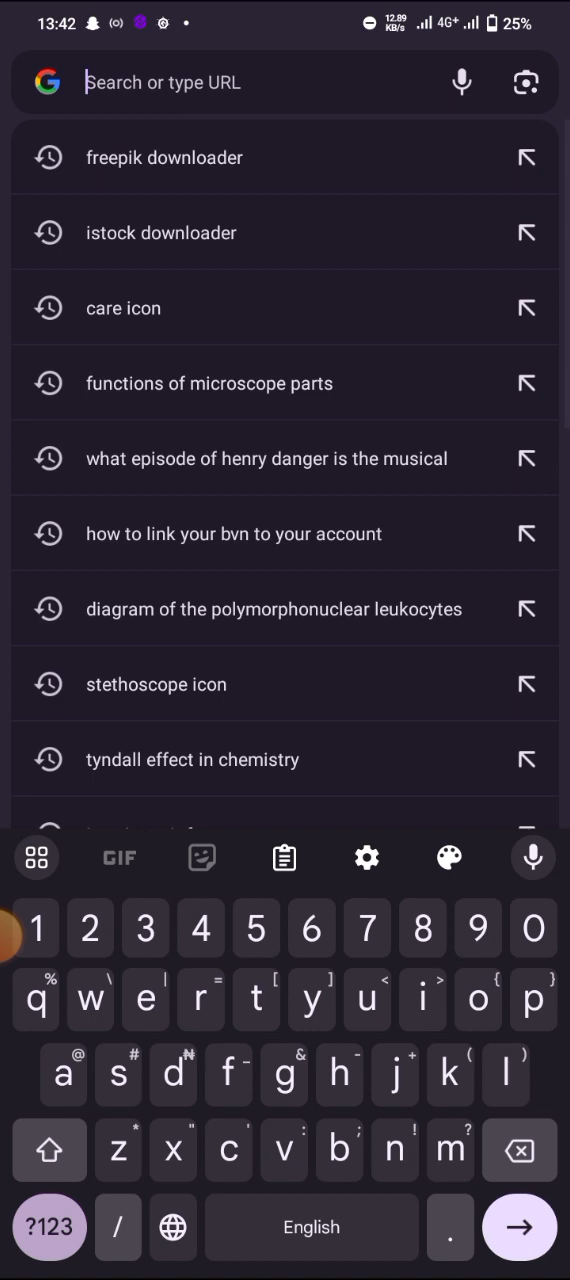 13:42
12.89 KB/s
4G+
25%
Search or type URL
freepik downloader
istock downloader
care icon
functions of microscope parts
what episode of henry danger is the musical
how to link your bvn to your account
diagram of the polymorphonuclear leukocytes
stethoscope icon
tyndall effect in chemistry
GIF
1 2 3 4 5 6 7 8 9 0
% \ | = [ ] < > { }
q w e r t y u i o p
@ # ₦ _ & - + ( )
a s d f g h j k l
* " ' : ; ! ?
z x c v b n m
?123 / English .